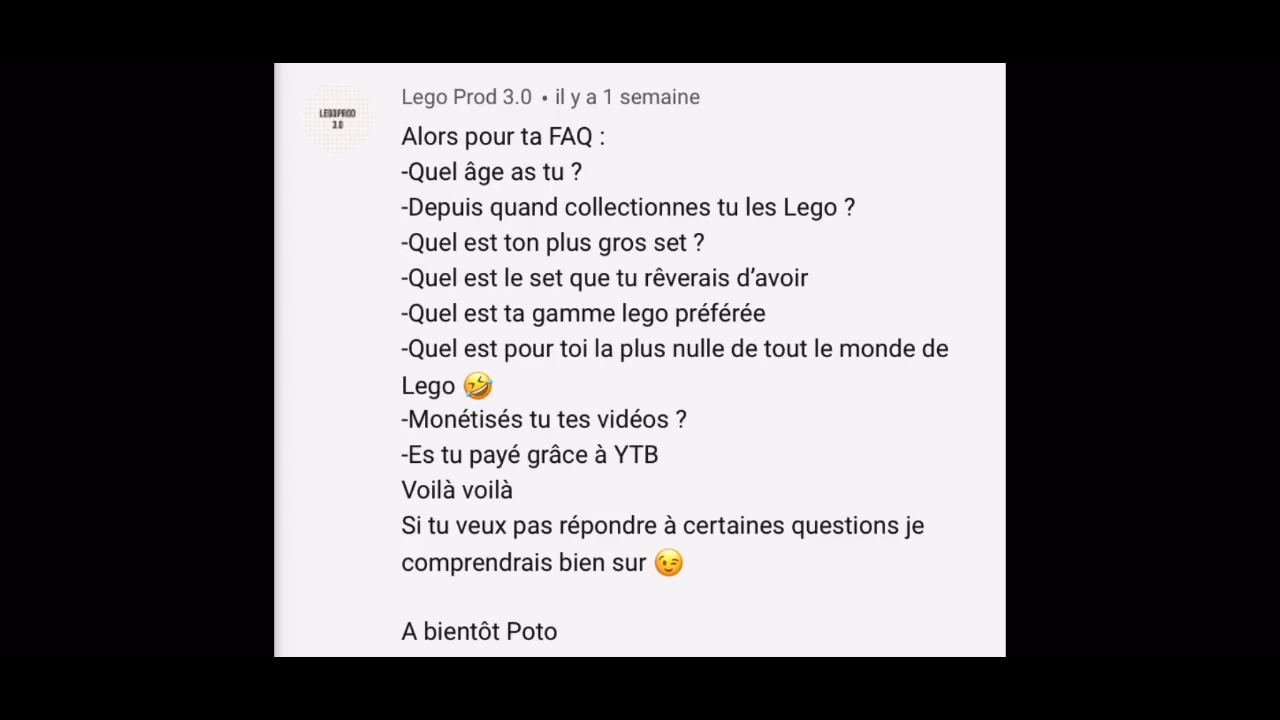 LEGOPROD
3.0
Lego Prod 3.0 • il y a 1 semaine
Alors pour ta FAQ :
-Quel âge as tu ?
-Depuis quand collectionnes tu les Lego ?
-Quel est ton plus gros set ?
-Quel est le set que tu rêverais d’avoir
-Quel est ta gamme lego préférée
-Quel est pour toi la plus nulle de tout le monde de
Lego 🤣
-Monétisés tu tes vidéos ?
-Es tu payé grâce à YTB
Voilà voilà
Si tu veux pas répondre à certaines questions je
comprendrais bien sur 😉
A bientôt Poto